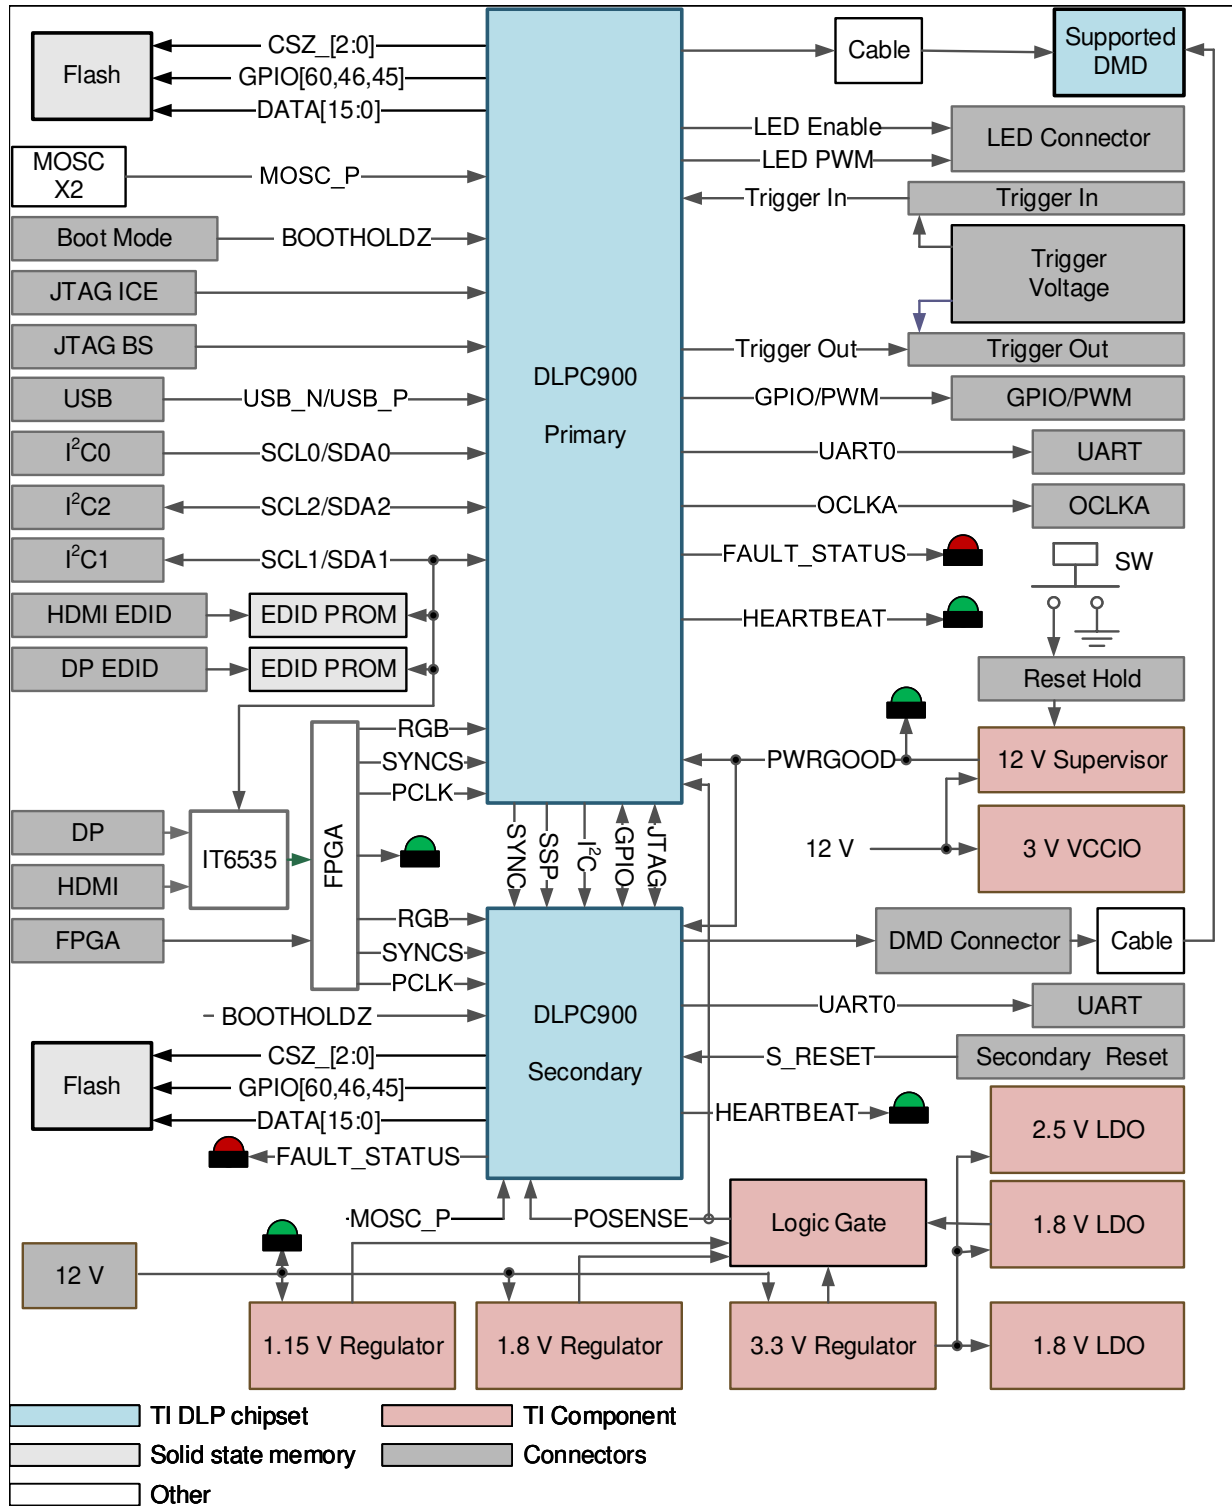 CSZ_[2:0]
Flash
GPIO[60,46,45]
DATA[15:0]
Cable
Supported
DMD
LED Enable
LED PWM
LED Connector
MOSC
X2
MOSC_P
Trigger In
Trigger In
Boot Mode
BOOTHOLDZ
Trigger
Voltage
JTAG ICE
JTAG BS
Trigger Out
Trigger Out
DLPC900
Primary
USB
USB_N/USB_P
GPIO/PWM
GPIO/PWM
I²C0
SCL0/SDA0
UART0
UART
I²C2
SCL2/SDA2
OCLKA
OCLKA
I²C1
SCL1/SDA1
FAULT_STATUS
SW
HDMI EDID
EDID PROM
HEARTBEAT
DP EDID
EDID PROM
Reset Hold
RGB
SYNCS
PCLK
PWRGOOD
12 V Supervisor
DP
HDMI
FPGA
IT6535
FPGA
SYNC
SSP
I²C
GPIO
JTAG
12 V
3 V VCCIO
RGB
SYNCS
PCLK
DMD Connector
Cable
BOOTHOLDZ
DLPC900
Secondary
UART0
UART
CSZ_[2:0]
Flash
GPIO[60,46,45]
DATA[15:0]
S_RESET
Secondary Reset
HEARTBEAT
2.5 V LDO
FAULT_STATUS
MOSC_P
POSENSE
Logic Gate
1.8 V LDO
12 V
1.15 V Regulator
1.8 V Regulator
3.3 V Regulator
1.8 V LDO
TI DLP chipset
TI Component
Solid state memory
Connectors
Other